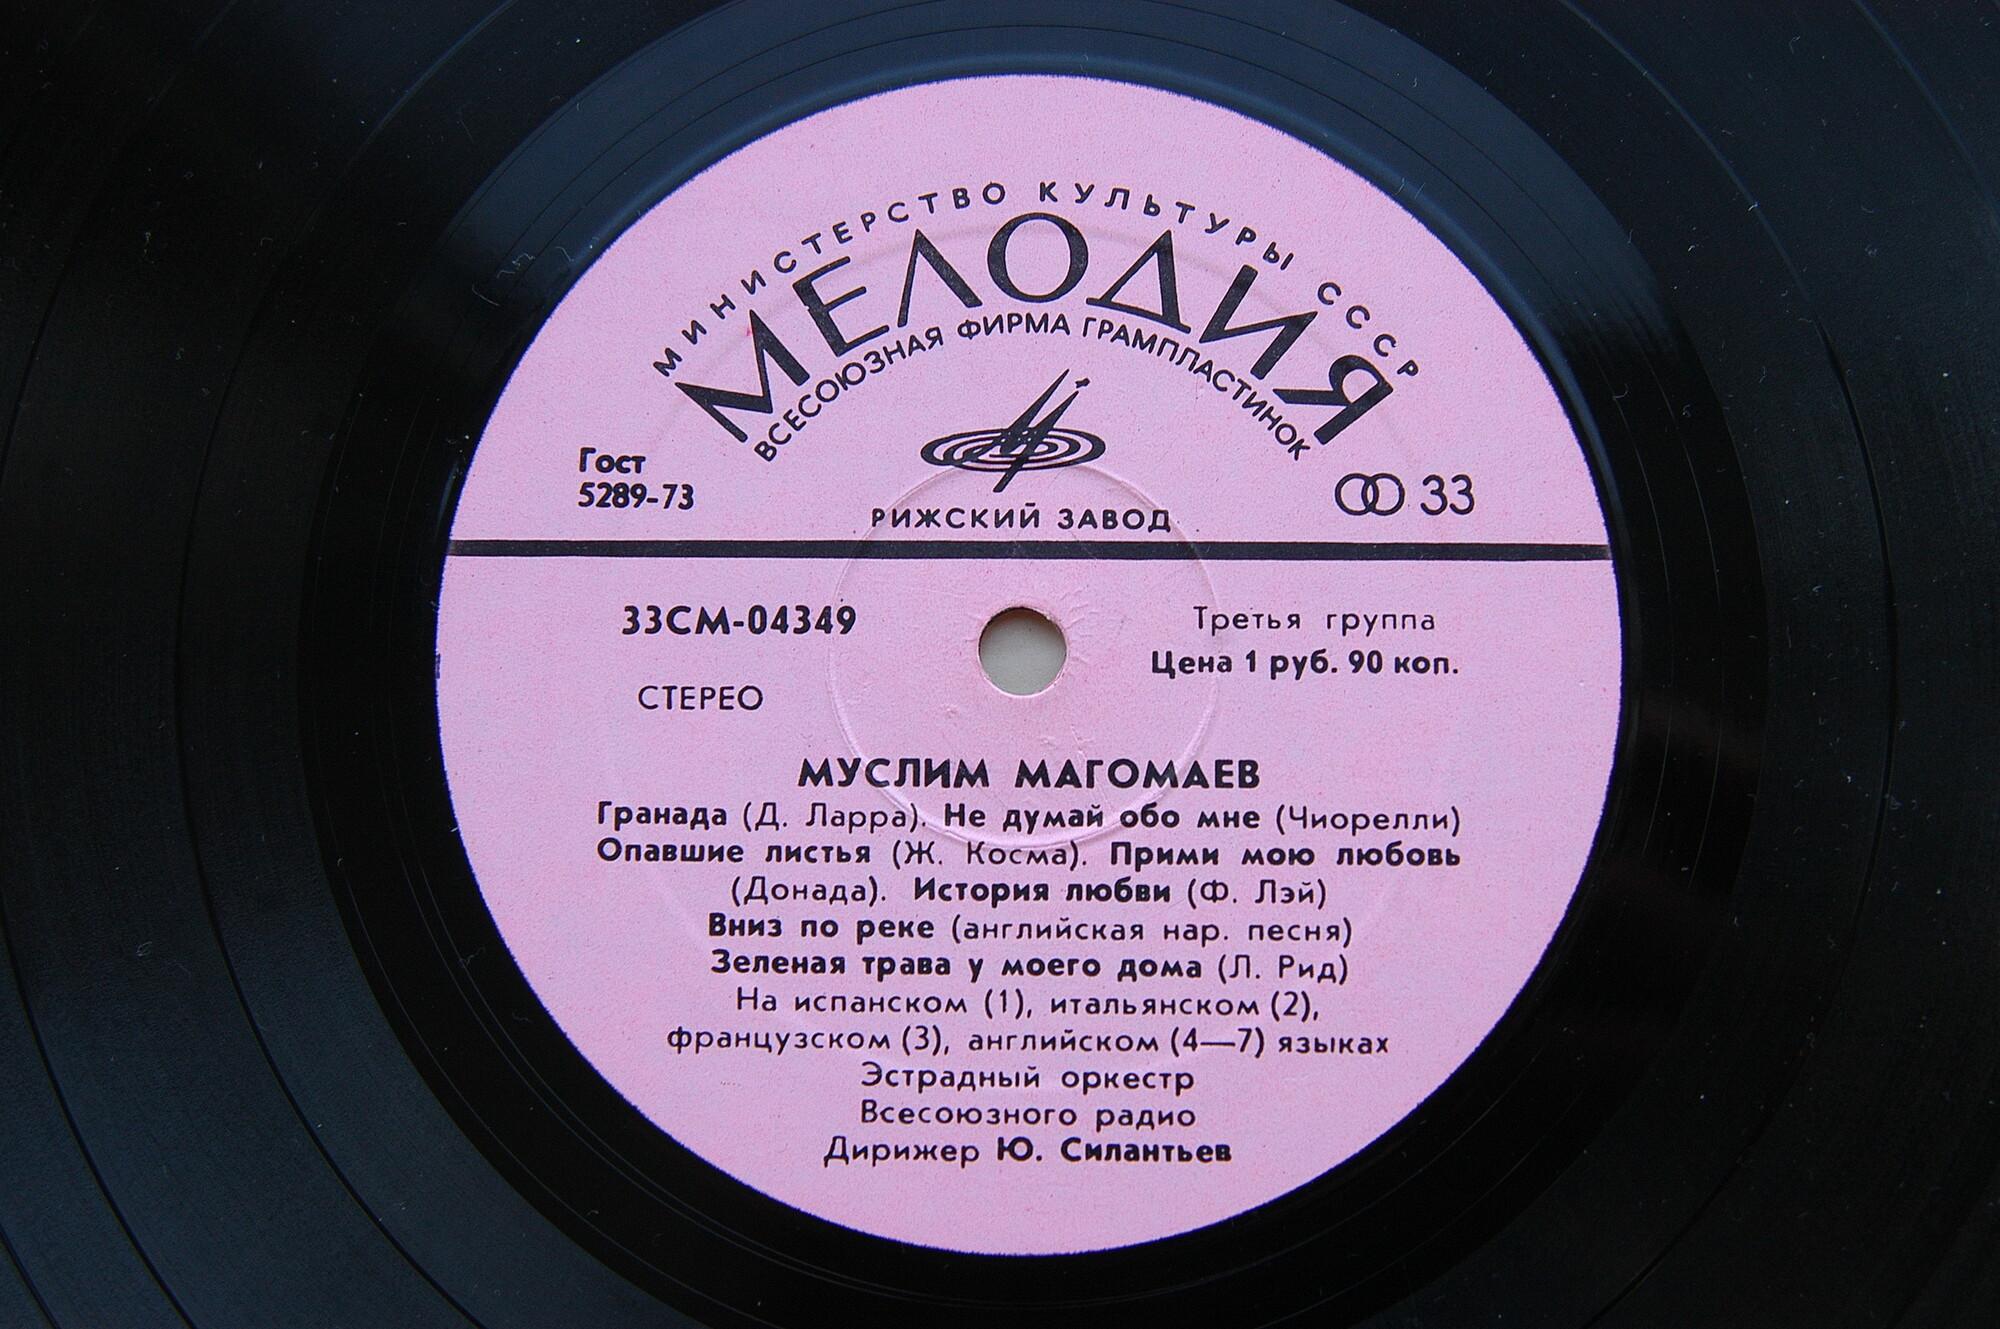 МИНИСТЕРСТВО КУЛЬТУРЫ СССР
МЕЛОДИЯ
ВСЕСОЮЗНАЯ ФИРМА ГРАМПЛАСТИНОК
Гост
5289-73
33
РИЖСКИЙ ЗАВОД
33СМ-04349
Третья группа
Цена 1 руб. 90 коп.
СТЕРЕО
МУСЛИМ МАГОМАЕВ
Гранада (Д. Ларра). Не думай обо мне (Чиорелли)
Опавшие листья (Ж. Косма). Прими мою любовь
(Донада). История любви (Ф. Лэй)
Вниз по реке (английская нар. песня)
Зеленая трава у моего дома (Л. Рид)
На испанском (1), итальянском (2),
французском (3), английском (4—7) языках
Эстрадный оркестр
Всесоюзного радио
Дирижер Ю. Силантьев